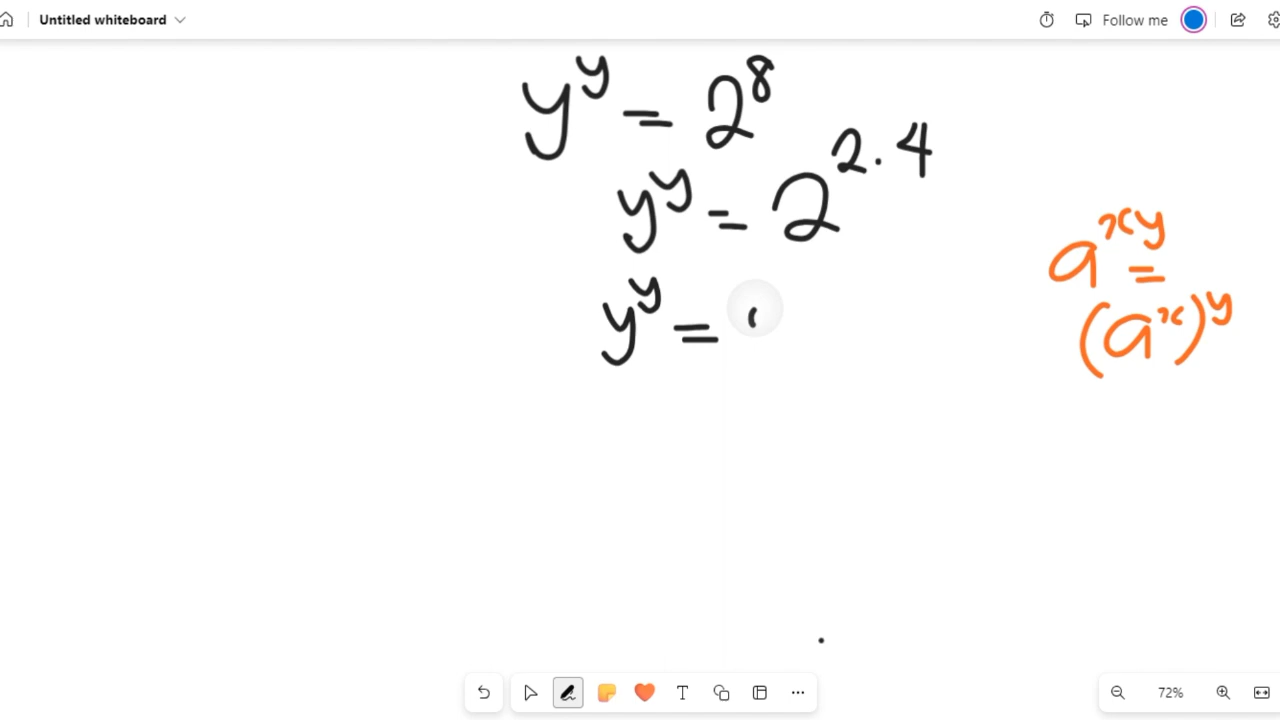 Untitled whiteboard
Follow me
y^y = 2^8
y^y = 2^{2.4}
a^{xy} =
(a^x)^y
y^y = (
T
72%